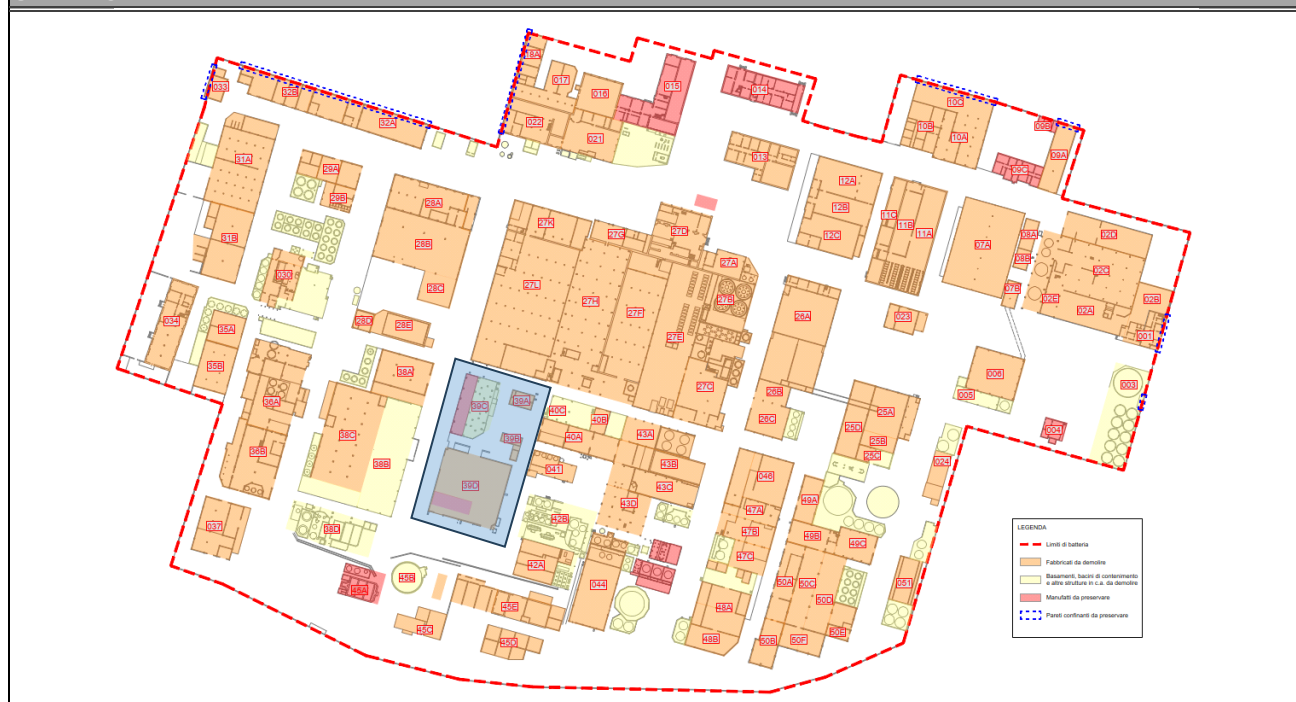 18A
033
32B
017
016
015
014
10C
32A
022
021
10B
10A
09B
013
09A
31A
09C
29A
29B
12A
28A
12B
11C
11B
11A
27K
27G
27D
12C
08A
02D
31B
28B
07A
08B
27A
02C
030
28C
27L
27H
27B
07B
02E
02B
27F
02A
034
35A
28D
28E
26A
023
001
27E
35B
38A
006
003
27C
26B
005
36A
39C
39A
40C
40B
26C
25A
004
38C
39B
40A
43A
25D
25B
36B
38B
041
43B
25C
024
39D
43C
046
49A
43D
47A
037
38D
42B
47B
49B
49C
42A
47C
45B
044
50A
50C
051
45A
45E
48A
50D
45C
45D
48B
50B
50F
50E
LEGENDA
Limiti di batteria
Fabbricati da demolire
Basamenti, bacini di contenimento
e altre strutture in c.a. da demolire
Manufatti da preservare
Pareti confinanti da preservare